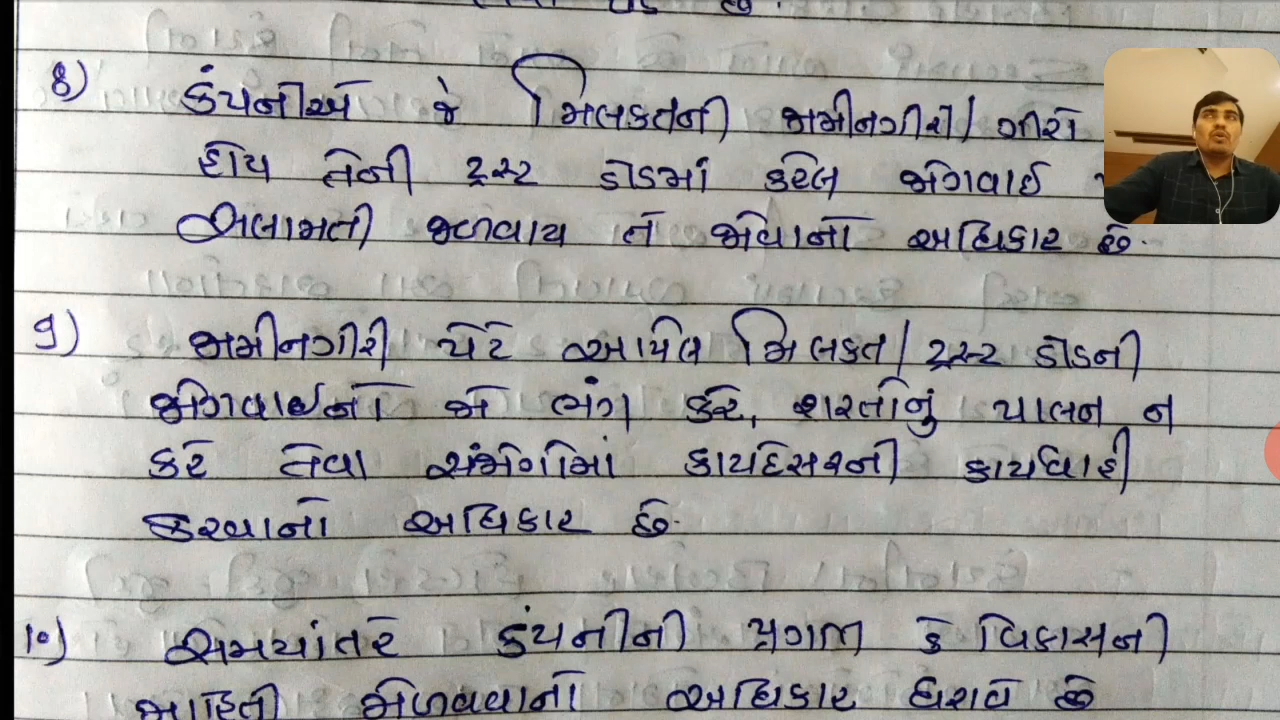 8) કંપનીએ જે મિલકતની જામીનગીરી/ ગીરો
હોય તેની ટ્રસ્ટ ડીડમાં કરેલ જોગવાઈ
સલામતી જળવાય તે જોવાનો અધિકાર છે.
9) જામીનગીરી પેટે આપેલ મિલકત/ ટ્રસ્ટ ડીડની
જોગવાઈનો જો ભંગ કરે, શરતોનું પાલન ન
કરે તેવા સંજોગોમાં કાયદેસરની કાર્યવાહી
કરવાનો અધિકાર છે.
10) સમયાંતરે કંપનીની પ્રગતિ કે વિકાસની
માહિતી મેળવવાનો અધિકાર ધરાવે છે